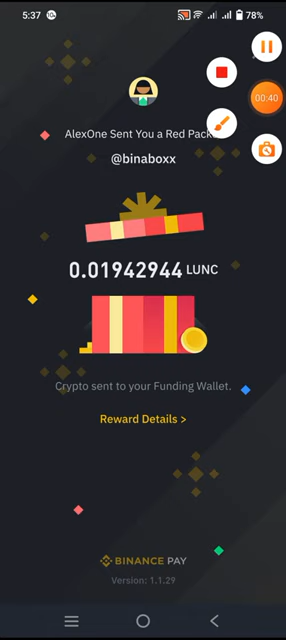 5:37
78%
00:40
AlexOne Sent You a Red Pack
@binaboxx
0.01942944 LUNC
Crypto sent to your Funding Wallet.
Reward Details >
BINANCE PAY
Version: 1.1.29